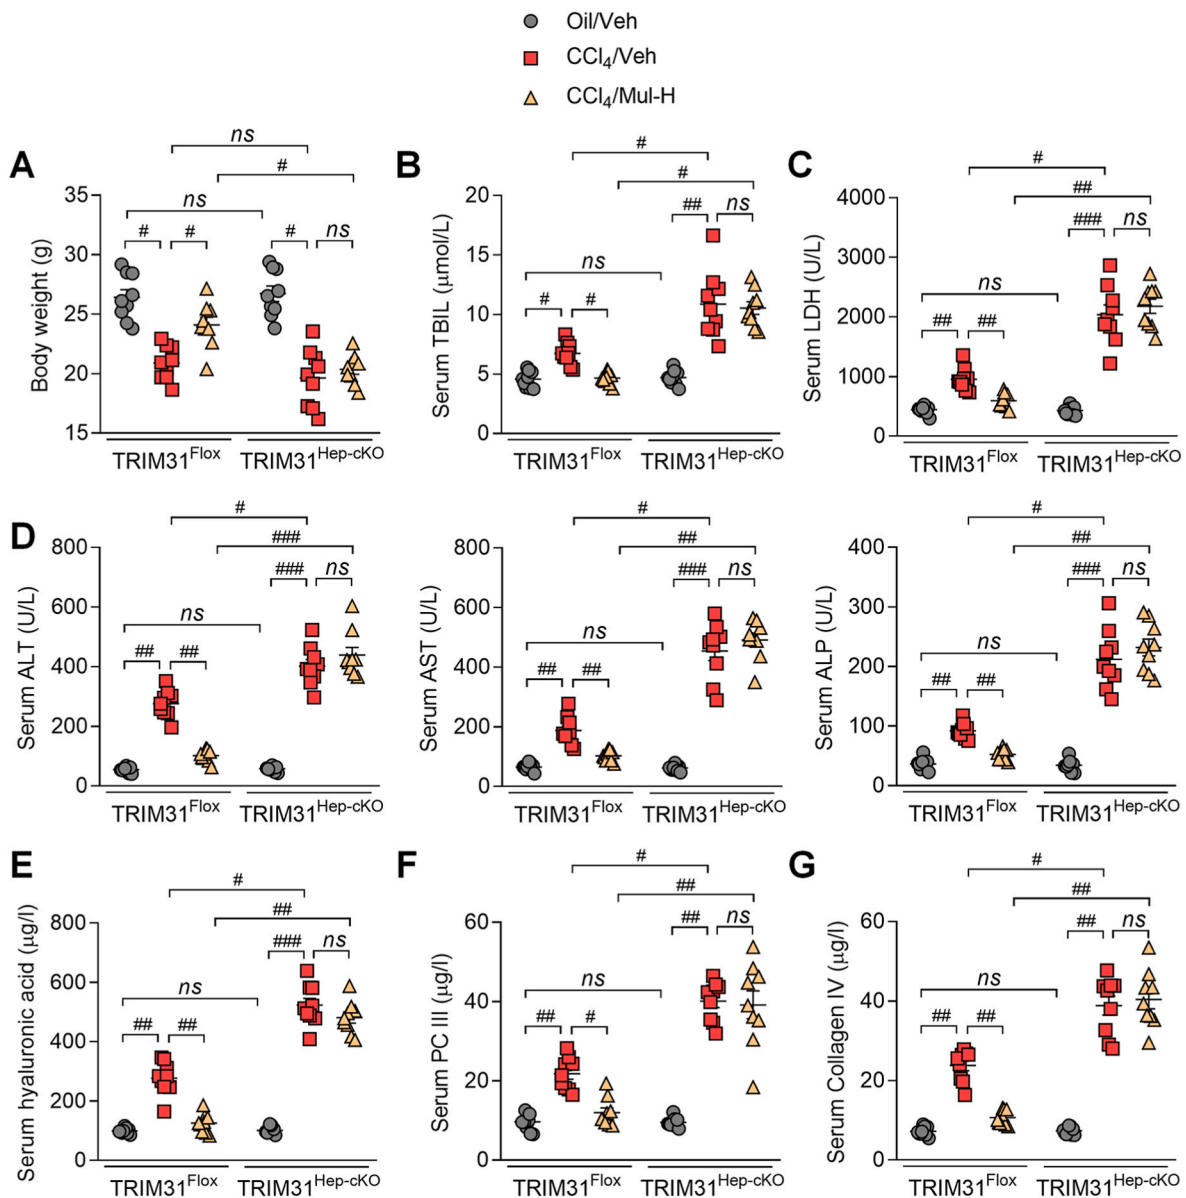 Oil/Veh
CCl4/Veh
CCl4/Mul-H
A
Body weight (g)
35
30
25
20
15
ns
#
ns
# # # ns
TRIM31Flox TRIM31Hep-cKO
B
Serum TBIL (μmol/L)
20
15
10
5
0
#
#
## ns
ns
# #
TRIM31Flox TRIM31Hep-cKO
C
Serum LDH (U/L)
4000
3000
2000
1000
0
#
##
### ns
ns
## ##
TRIM31Flox TRIM31Hep-cKO
D
Serum ALT (U/L)
800
600
400
200
0
#
###
### ns
ns
## ##
TRIM31Flox TRIM31Hep-cKO
Serum AST (U/L)
800
600
400
200
0
#
##
### ns
ns
## ##
TRIM31Flox TRIM31Hep-cKO
Serum ALP (U/L)
400
300
200
100
0
#
##
### ns
ns
## ##
TRIM31Flox TRIM31Hep-cKO
E
Serum hyaluronic acid (μg/l)
800
600
400
200
0
#
##
### ns
ns
## ##
TRIM31Flox TRIM31Hep-cKO
F
Serum PC III (μg/l)
60
40
20
0
#
##
## ns
ns
## #
TRIM31Flox TRIM31Hep-cKO
G
Serum Collagen IV (μg/l)
60
40
20
0
#
##
## ns
ns
## ##
TRIM31Flox TRIM31Hep-cKO